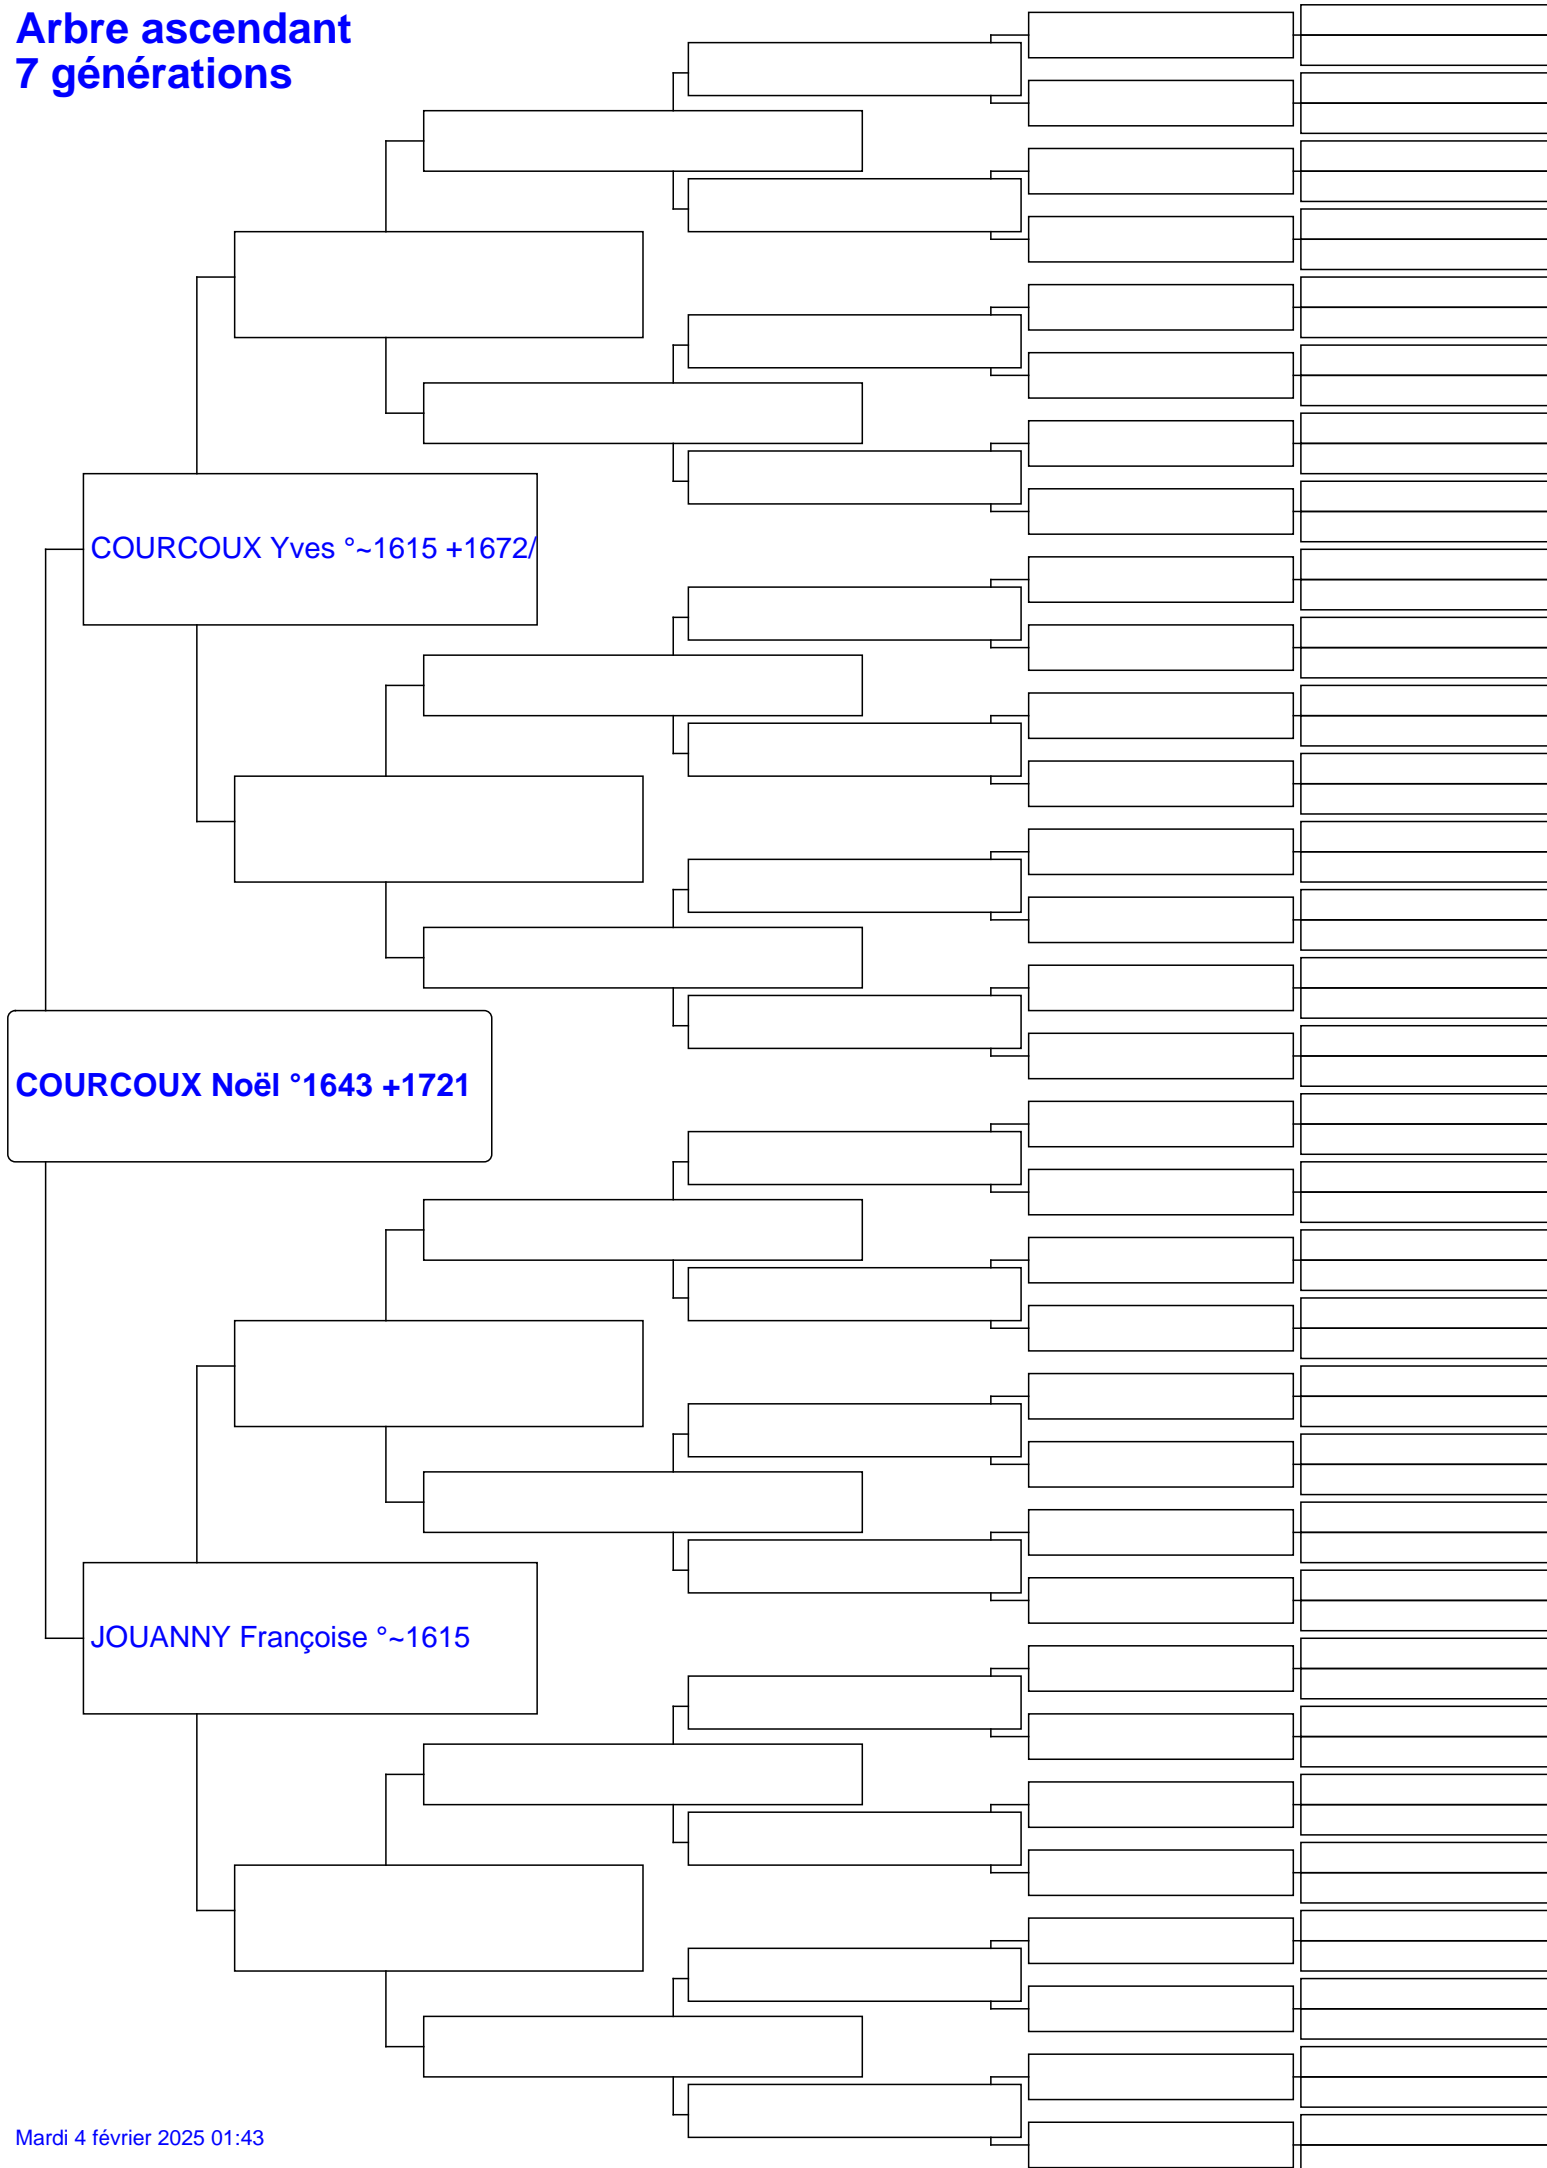 Arbre ascendant
7 générations
COURCOUX Yves °~1615 +1672/
COURCOUX Noël °1643 +1721
JOUANNY Françoise °~1615
Mardi 4 février 2025 01:43